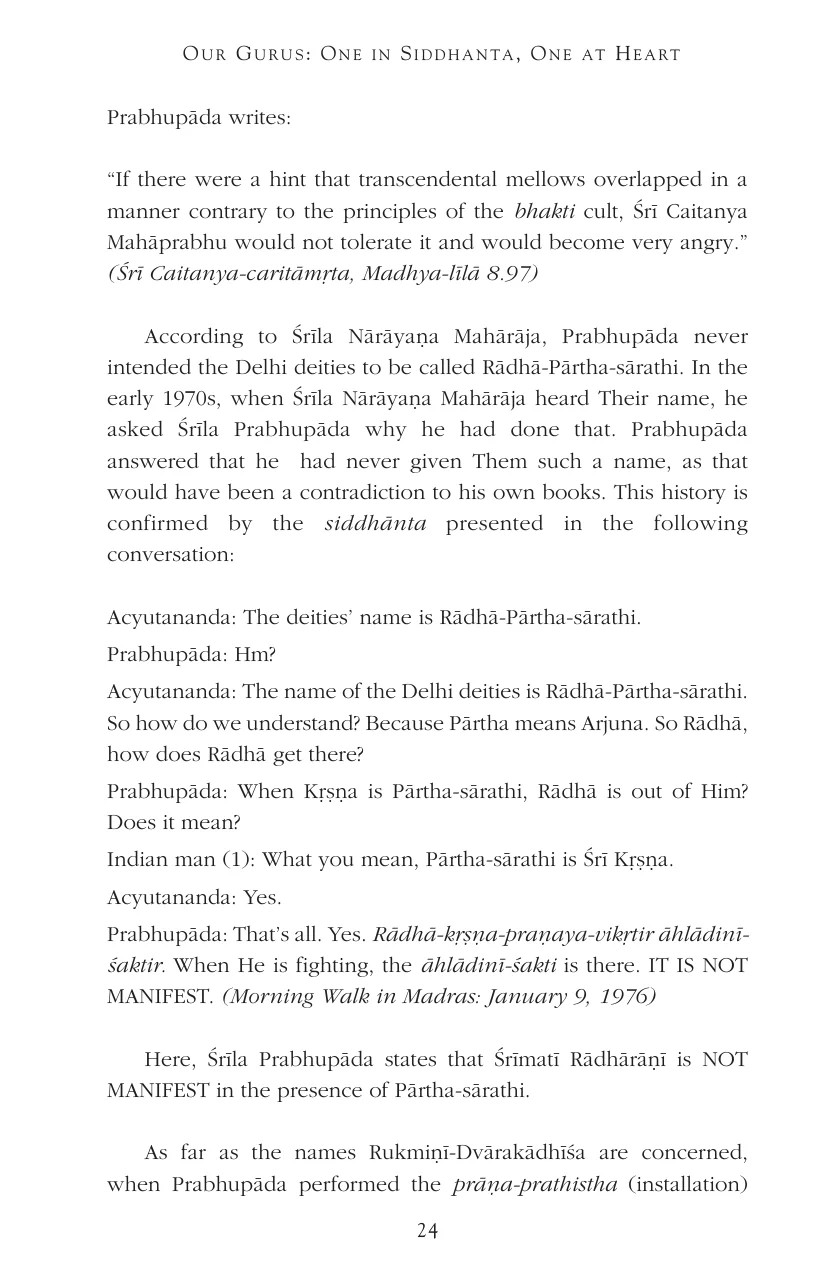 OUR GURUS: ONE IN SIDDHANTA, ONE AT HEART
Prabhupāda writes:
“If there were a hint that transcendental mellows overlapped in a
manner contrary to the principles of the bhakti cult, Śrī Caitanya
Mahāprabhu would not tolerate it and would become very angry.”
(Śrī Caitanya-caritāmṛta, Madhya-līlā 8.97)
According to Śrīla Nārāyaṇa Mahārāja, Prabhupāda never
intended the Delhi deities to be called Rādhā-Pārtha-sārathi. In the
early 1970s, when Śrīla Nārāyaṇa Mahārāja heard Their name, he
asked Śrīla Prabhupāda why he had done that. Prabhupāda
answered that he had never given Them such a name, as that
would have been a contradiction to his own books. This history is
confirmed by the siddhānta presented in the following
conversation:
Acyutananda: The deities’ name is Rādhā-Pārtha-sārathi.
Prabhupāda: Hm?
Acyutananda: The name of the Delhi deities is Rādhā-Pārtha-sārathi.
So how do we understand? Because Pārtha means Arjuna. So Rādhā,
how does Rādhā get there?
Prabhupāda: When Kṛṣṇa is Pārtha-sārathi, Rādhā is out of Him?
Does it mean?
Indian man (1): What you mean, Pārtha-sārathi is Śrī Kṛṣṇa.
Acyutananda: Yes.
Prabhupāda: That’s all. Yes. Rādhā-kṛṣṇa-praṇaya-vikṛtir āhlādinī-
śaktir. When He is fighting, the āhlādinī-śakti is there. IT IS NOT
MANIFEST. (Morning Walk in Madras: January 9, 1976)
Here, Śrīla Prabhupāda states that Śrīmatī Rādhārāṇī is NOT
MANIFEST in the presence of Pārtha-sārathi.
As far as the names Rukmiṇī-Dvārakādhīśa are concerned,
when Prabhupāda performed the prāṇa-prathistha (installation)
24